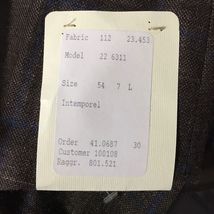 Fabric 112 23.453
Model 22 6311
Size 54 7 L
Intemporel
Order 41.0687 30
Customer 100108
Raggr. 801.521